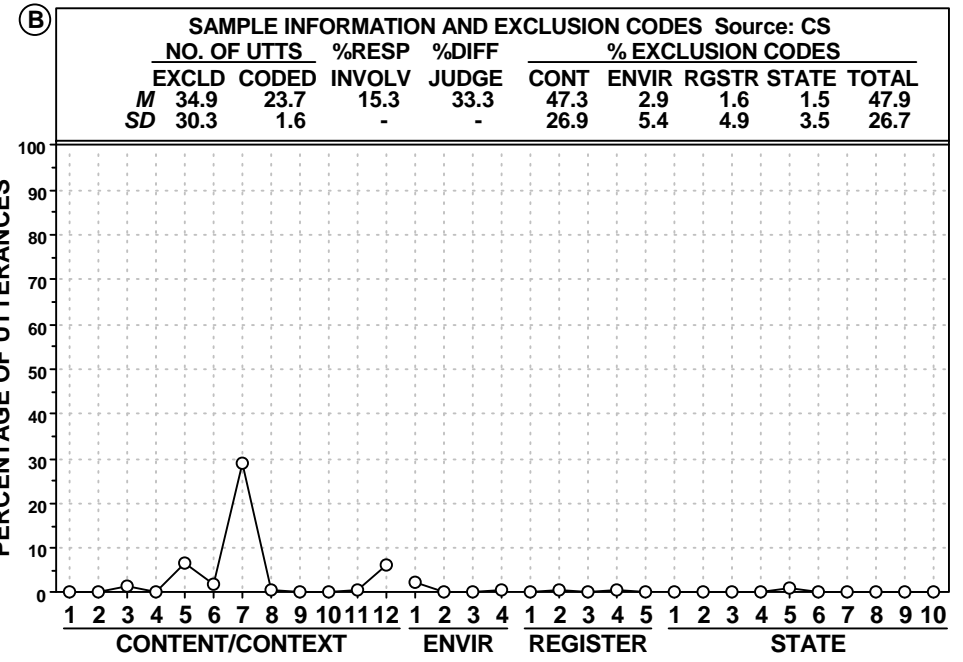 B
SAMPLE INFORMATION AND EXCLUSION CODES Source: CS
NO. OF UTTS %RESP %DIFF % EXCLUSION CODES
EXCLD CODED INVOLV JUDGE CONT ENVIR RGSTR STATE TOTAL
M 34.9 23.7 15.3 33.3 47.3 2.9 1.6 1.5 47.9
SD 30.3 1.6 - - 26.9 5.4 4.9 3.5 26.7
PERCENTAGE OF UTTERANCES
100
90
80
70
60
50
40
30
20
10
0
1 2 3 4 5 6 7 8 9 10 11 12 1 2 3 4 1 2 3 4 5 1 2 3 4 5 6 7 8 9 10
CONTENT/CONTEXT ENVIR REGISTER STATE